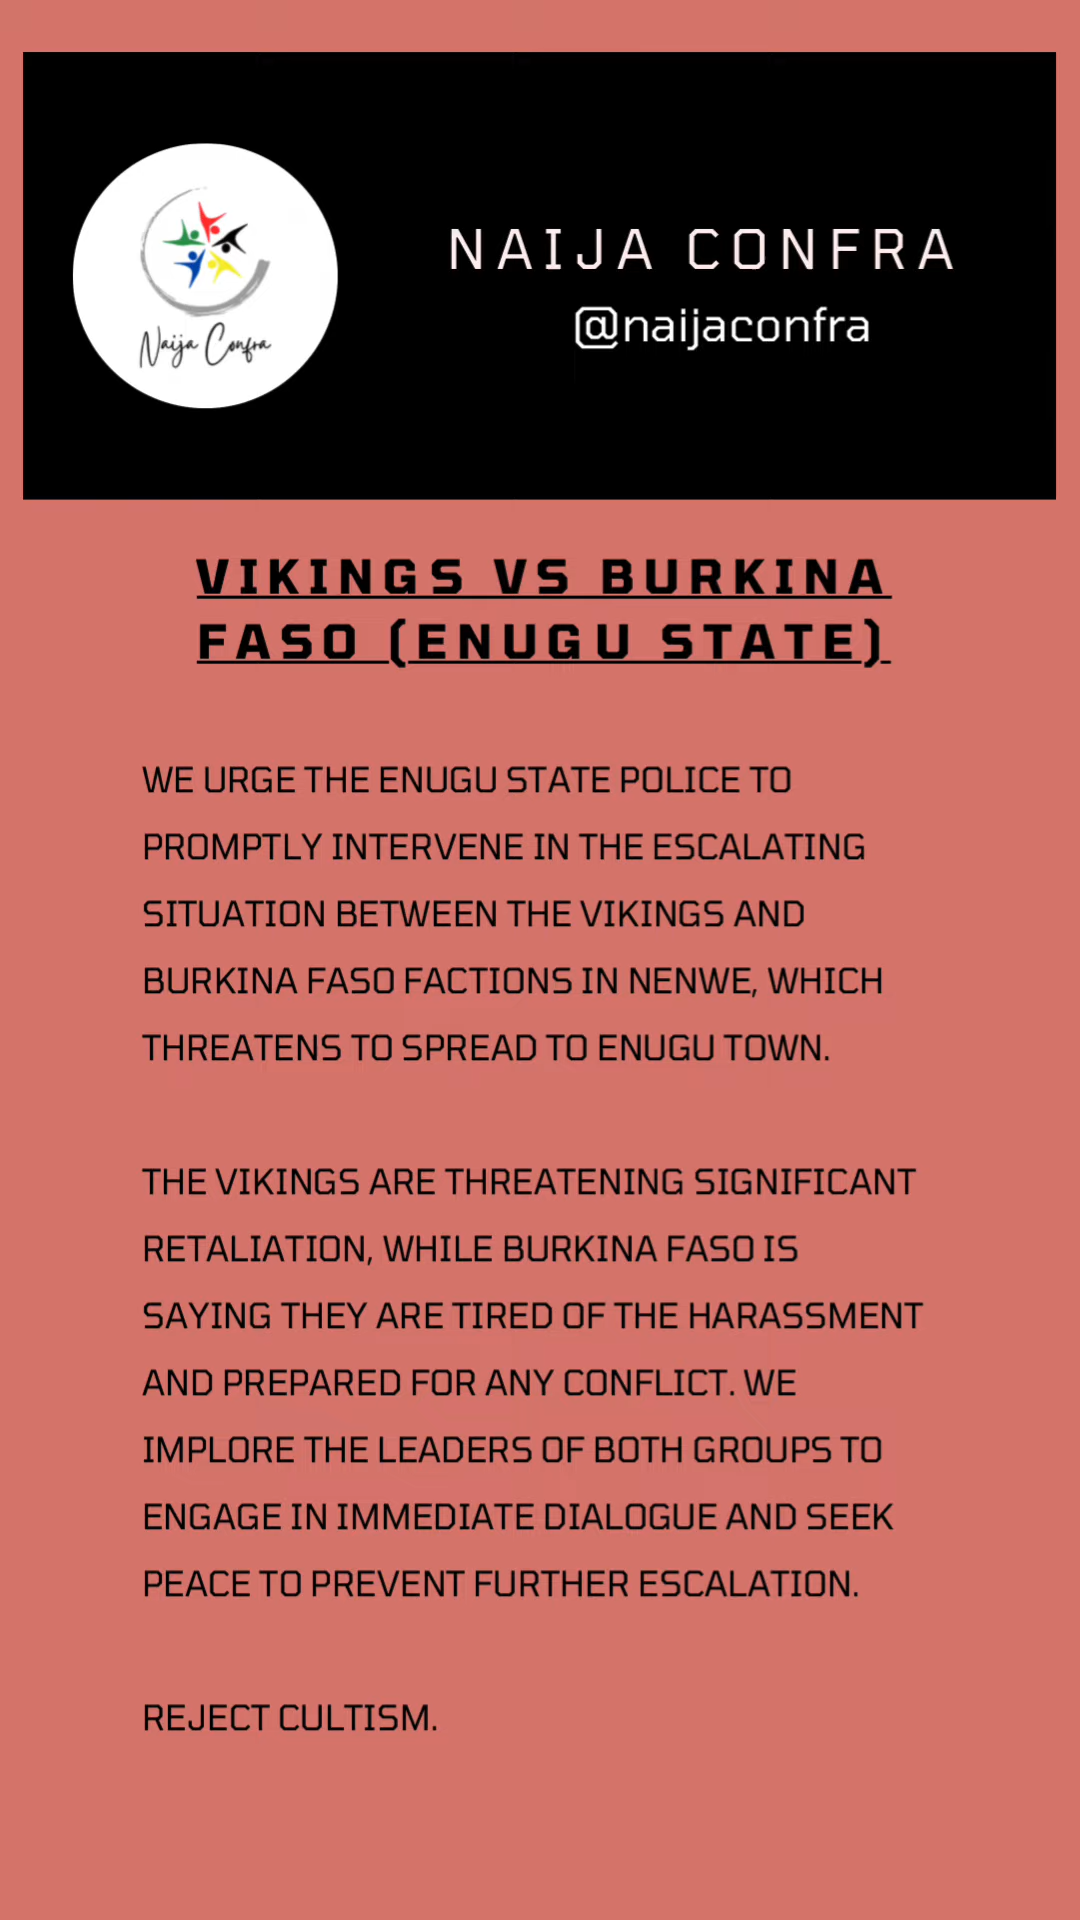 Naija Confra
NAIJA CONFRA
@naijaconfra
VIKINGS VS BURKINA
FASO (ENUGU STATE)
WE URGE THE ENUGU STATE POLICE TO
PROMPTLY INTERVENE IN THE ESCALATING
SITUATION BETWEEN THE VIKINGS AND
BURKINA FASO FACTIONS IN NENWE, WHICH
THREATENS TO SPREAD TO ENUGU TOWN.
THE VIKINGS ARE THREATENING SIGNIFICANT
RETALIATION, WHILE BURKINA FASO IS
SAYING THEY ARE TIRED OF THE HARASSMENT
AND PREPARED FOR ANY CONFLICT. WE
IMPLORE THE LEADERS OF BOTH GROUPS TO
ENGAGE IN IMMEDIATE DIALOGUE AND SEEK
PEACE TO PREVENT FURTHER ESCALATION.
REJECT CULTISM.